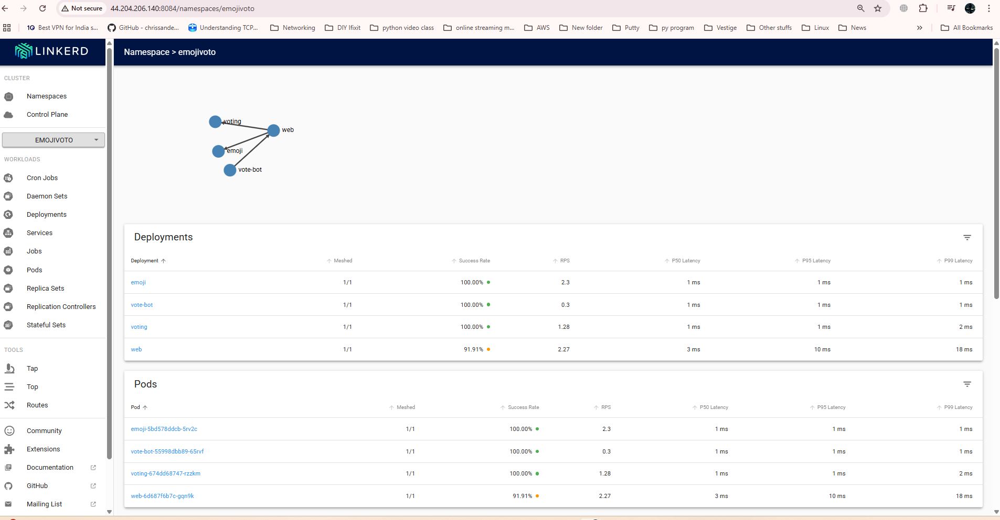 Not secure 44.204.206.140:8084/namespaces/emojivoto
Best VPN for India s... GitHub - chrissande... Understanding TCP... Networking DIY Ifixit python video class online streaming m... AWS New folder Putty py program Vestige Other stuffs Linux News » All Bookmarks
LINKERD
Namespace > emojivoto
CLUSTER
Namespaces
Control Plane
EMOJIVOTO
WORKLOADS
Cron Jobs
Daemon Sets
Deployments
Services
Jobs
Pods
Replica Sets
Replication Controllers
Stateful Sets
TOOLS
Tap
Top
Routes
Community
Extensions
Documentation
GitHub
Mailing List
voting
web
emoji
vote-bot
Deployments
Deployment Meshed Success Rate RPS P50 Latency P95 Latency P99 Latency
emoji 1/1 100.00% 2.3 1 ms 1 ms 1 ms
vote-bot 1/1 100.00% 0.3 1 ms 1 ms 1 ms
voting 1/1 100.00% 1.28 1 ms 1 ms 2 ms
web 1/1 91.91% 2.27 3 ms 10 ms 18 ms
Pods
Pod Meshed Success Rate RPS P50 Latency P95 Latency P99 Latency
emoji-5bd578ddcb-5rv2c 1/1 100.00% 2.3 1 ms 1 ms 1 ms
vote-bot-55998dbb89-65rvf 1/1 100.00% 0.3 1 ms 1 ms 1 ms
voting-674dd68747-rzzkm 1/1 100.00% 1.28 1 ms 1 ms 2 ms
web-6d687f6b7c-gqn9k 1/1 91.91% 2.27 3 ms 10 ms 18 ms